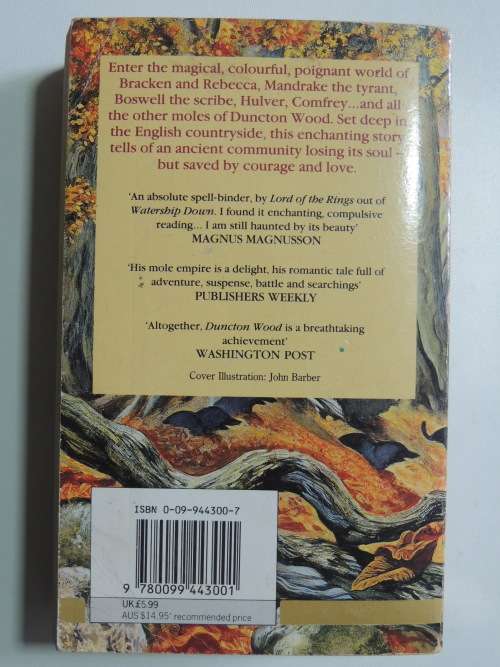 Enter the magical, colourful, poignant world of
Bracken and Rebecca, Mandrake the tyrant,
Boswell the scribe, Hulver, Comfrey...and all
the other moles of Duncton Wood. Set deep in
the English countryside, this enchanting story
tells of an ancient community losing its soul –
but saved by courage and love.
'An absolute spell-binder, by Lord of the Rings out of
Watership Down. I found it enchanting, compulsive
reading... I am still haunted by its beauty'
MAGNUS MAGNUSSON
'His mole empire is a delight, his romantic tale full of
adventure, suspense, battle and searchings'
PUBLISHERS WEEKLY
'Altogether, Duncton Wood is a breathtaking
achievement'
WASHINGTON POST
Cover Illustration: John Barber
ISBN 0-09-944300-7
9 780099 443001
UK £5.99
AUS $14.95* recommended price